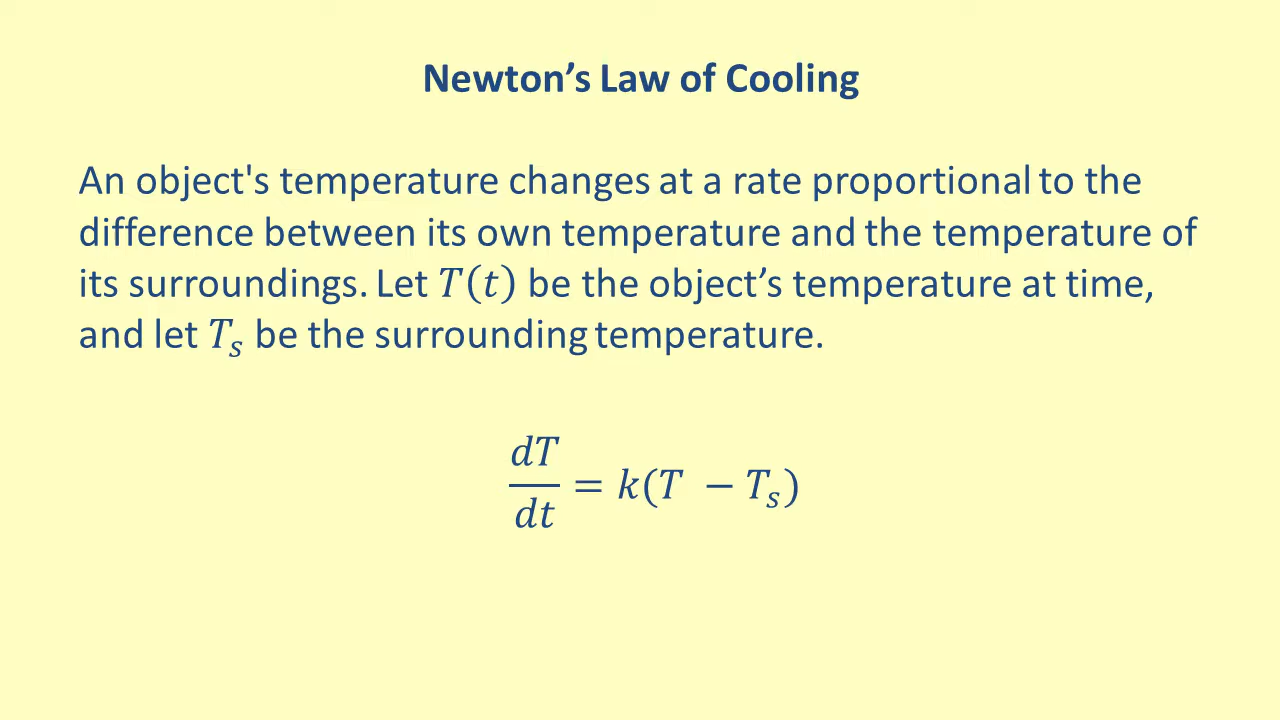 Newton’s Law of Cooling
An object's temperature changes at a rate proportional to the
difference between its own temperature and the temperature of
its surroundings. Let 𝑇(𝑡) be the object’s temperature at time,
and let 𝑇ₛ be the surrounding temperature.
𝑑𝑇/𝑑𝑡 = 𝑘(𝑇 − 𝑇ₛ)